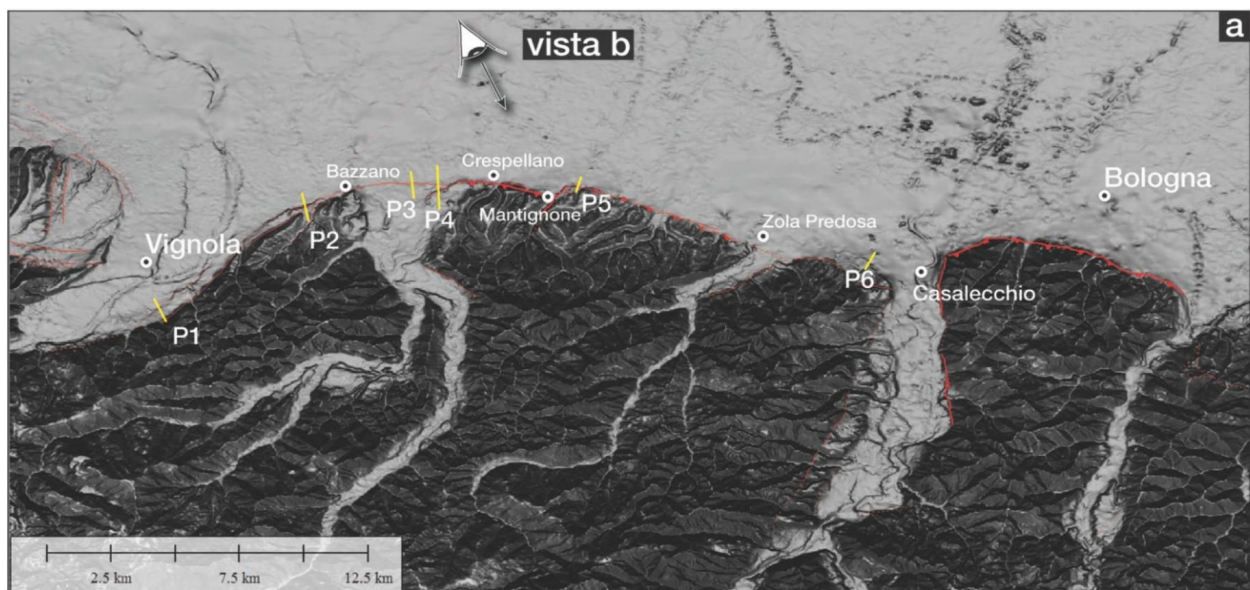 a
vista b
Crespellano
Bazzano
Bologna
P3
P4
Mantignone
P5
P2
Zola Predosa
Vignola
P6
Casalecchio
P1
2.5 km 7.5 km 12.5 km